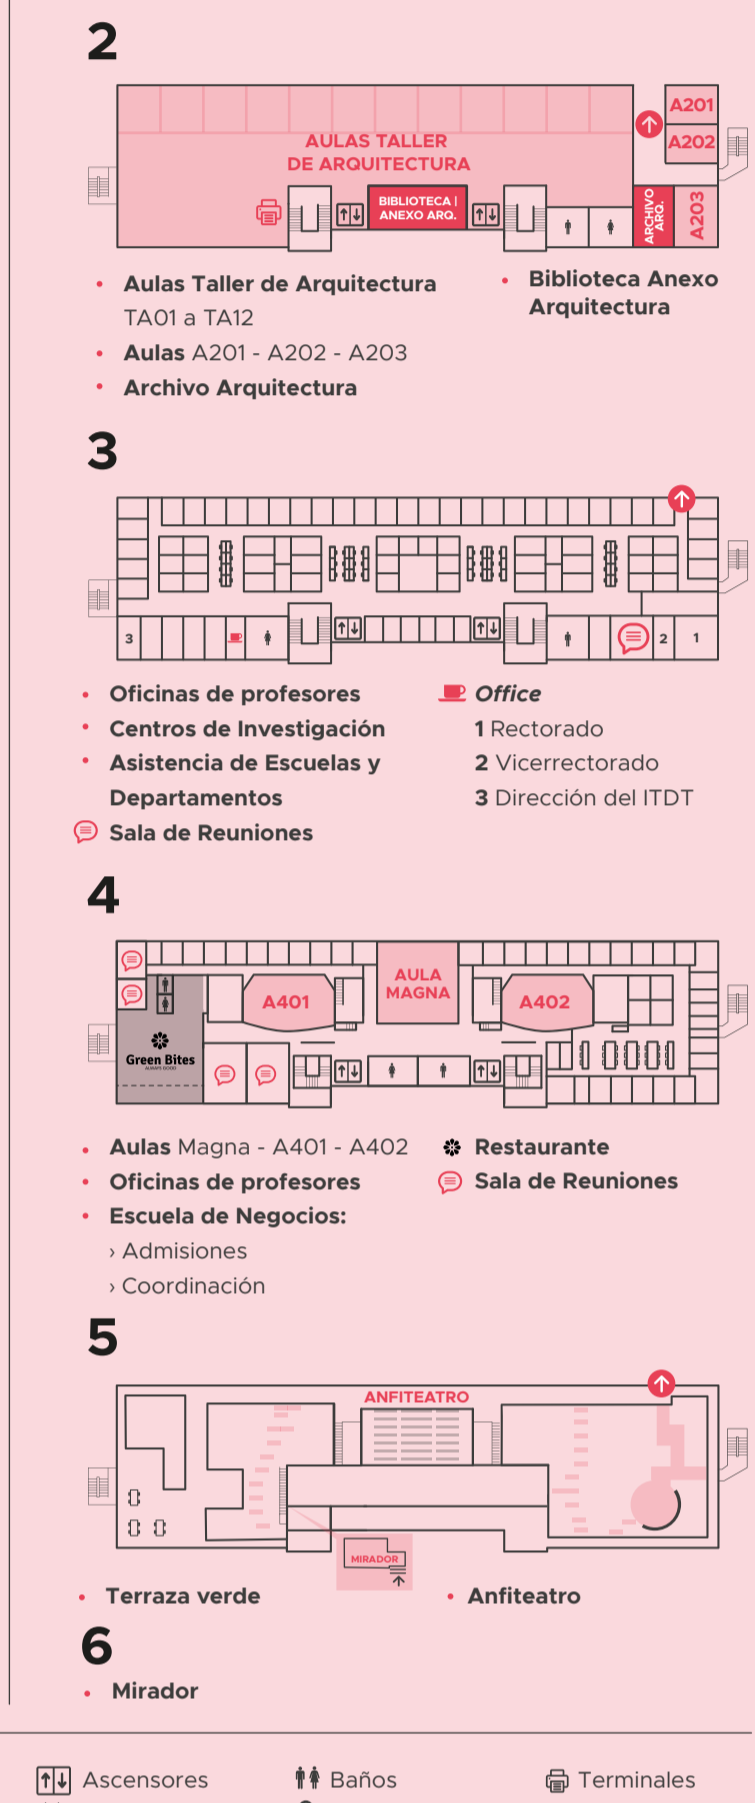 2
A201
A202
AULAS TALLER
DE ARQUITECTURA
BIBLIOTECA |
ANEXO ARQ.
ARCHIVO
ARQ.
A203
• Aulas Taller de Arquitectura
TA01 a TA12
• Aulas A201 - A202 - A203
• Archivo Arquitectura
• Biblioteca Anexo
Arquitectura
3
3
2
1
• Oficinas de profesores
• Centros de Investigación
• Asistencia de Escuelas y
Departamentos
Sala de Reuniones
Office
1 Rectorado
2 Vicerrectorado
3 Dirección del ITDT
4
AULA
MAGNA
A401
A402
Green Bites
ALWAYS GOOD
• Aulas Magna - A401 - A402
• Oficinas de profesores
• Escuela de Negocios:
› Admisiones
› Coordinación
Restaurante
Sala de Reuniones
5
ANFITEATRO
MIRADOR
• Terraza verde
• Anfiteatro
6
• Mirador
Ascensores
Baños
Terminales